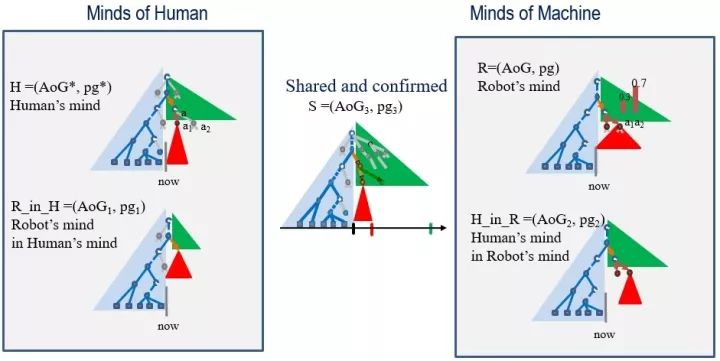 Minds of Human
H =(AoG*, pg*)
Human's mind
a
a₁ a₂
now
R_in_H =(AoG₁, pg₁)
Robot's mind
in Human's mind
now
Shared and confirmed
S =(AoG₃, pg₃)
Minds of Machine
R=(AoG, pg)
Robot's mind
0.3
0.7
a₁a₂
now
H_in_R =(AoG₂, pg₂)
Human's mind
in Robot's mind
now